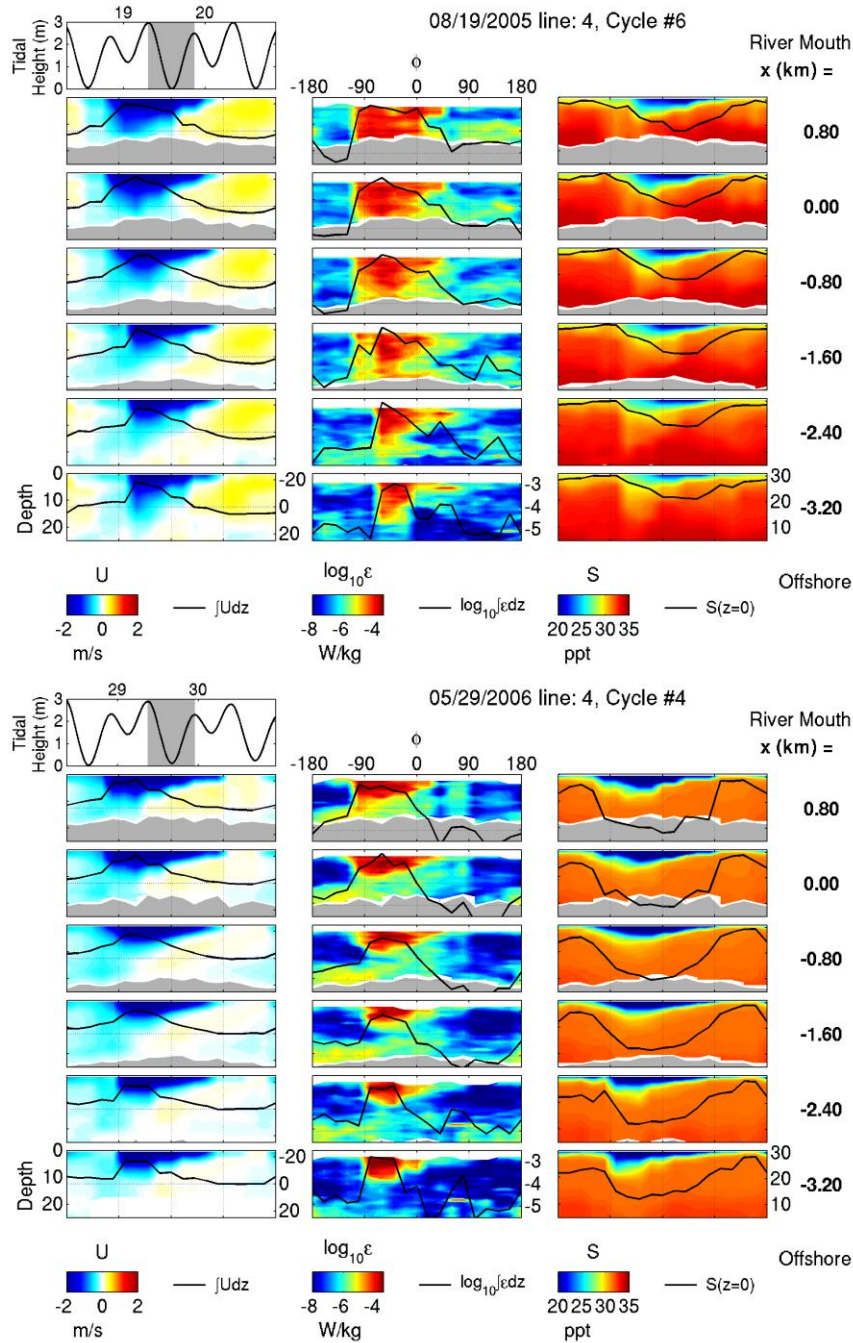 08/19/2005 line: 4, Cycle #6
19 20
Tidal Height (m)
3
2
1
0
φ
-180 -90 0 90 180
River Mouth
x (km) =
0.80
0.00
-0.80
-1.60
-2.40
-3.20
Depth
0
10
20
-20
0
20
-3
-4
-5
30
20
10
Offshore
U
-2 0 2
m/s
∫Udz
log₁₀ε
-8 -6 -4
W/kg
log₁₀∫εdz
S
20 25 30 35
ppt
S(z=0)
05/29/2006 line: 4, Cycle #4
29 30
Tidal Height (m)
3
2
1
0
φ
-180 -90 0 90 180
River Mouth
x (km) =
0.80
0.00
-0.80
-1.60
-2.40
-3.20
Depth
0
10
20
-20
0
20
-3
-4
-5
30
20
10
Offshore
U
-2 0 2
m/s
∫Udz
log₁₀ε
-8 -6 -4
W/kg
log₁₀∫εdz
S
20 25 30 35
ppt
S(z=0)